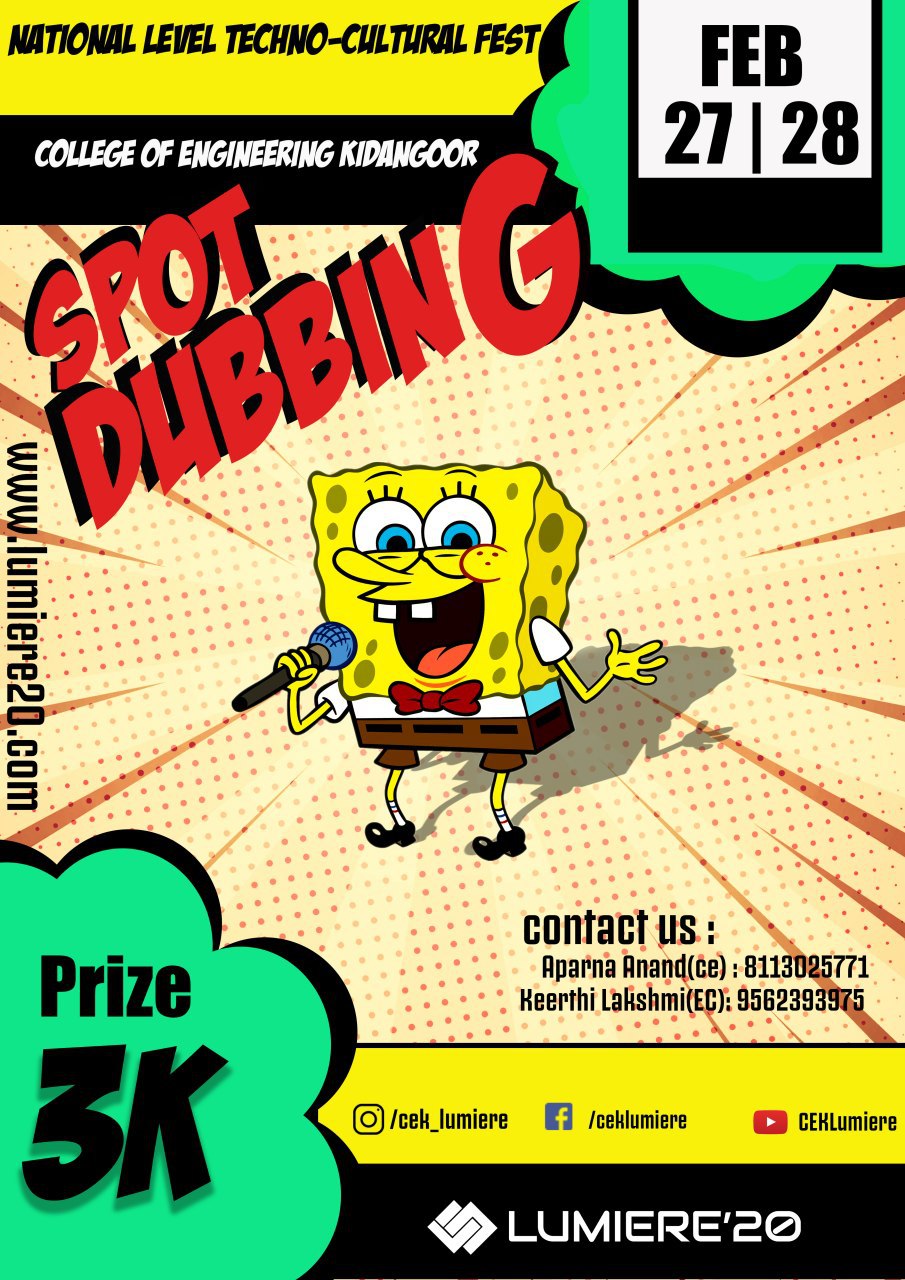 NATIONAL LEVEL TECHNO-CULTURAL FEST
FEB
27 | 28
COLLEGE OF ENGINEERING KIDANGOOR
SPOT
DUBBING
www.lumiere20.com
contact us :
Aparna Anand(ce) : 8113025771
Keerthi Lakshmi(EC): 9562393975
Prize
3K
/cek_lumiere
/ceklumiere
CEKLumiere
LUMIERE'20